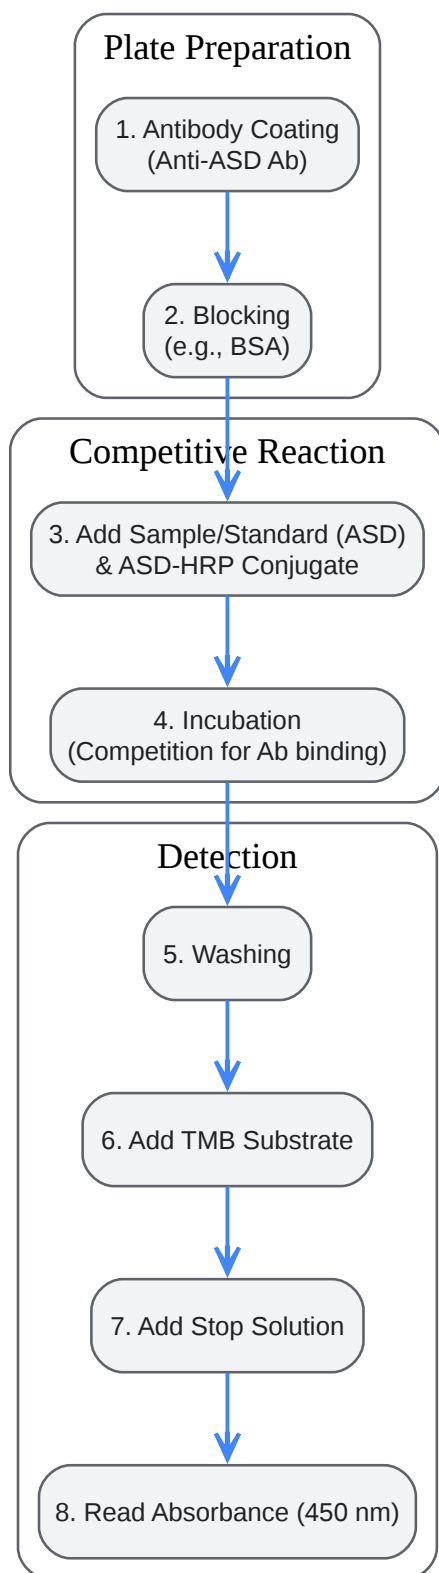 Plate Preparation
1. Antibody Coating
(Anti-ASD Ab)
2. Blocking
(e.g., BSA)
Competitive Reaction
3. Add Sample/Standard (ASD)
& ASD-HRP Conjugate
4. Incubation
(Competition for Ab binding)
Detection
5. Washing
6. Add TMB Substrate
7. Add Stop Solution
8. Read Absorbance (450 nm)